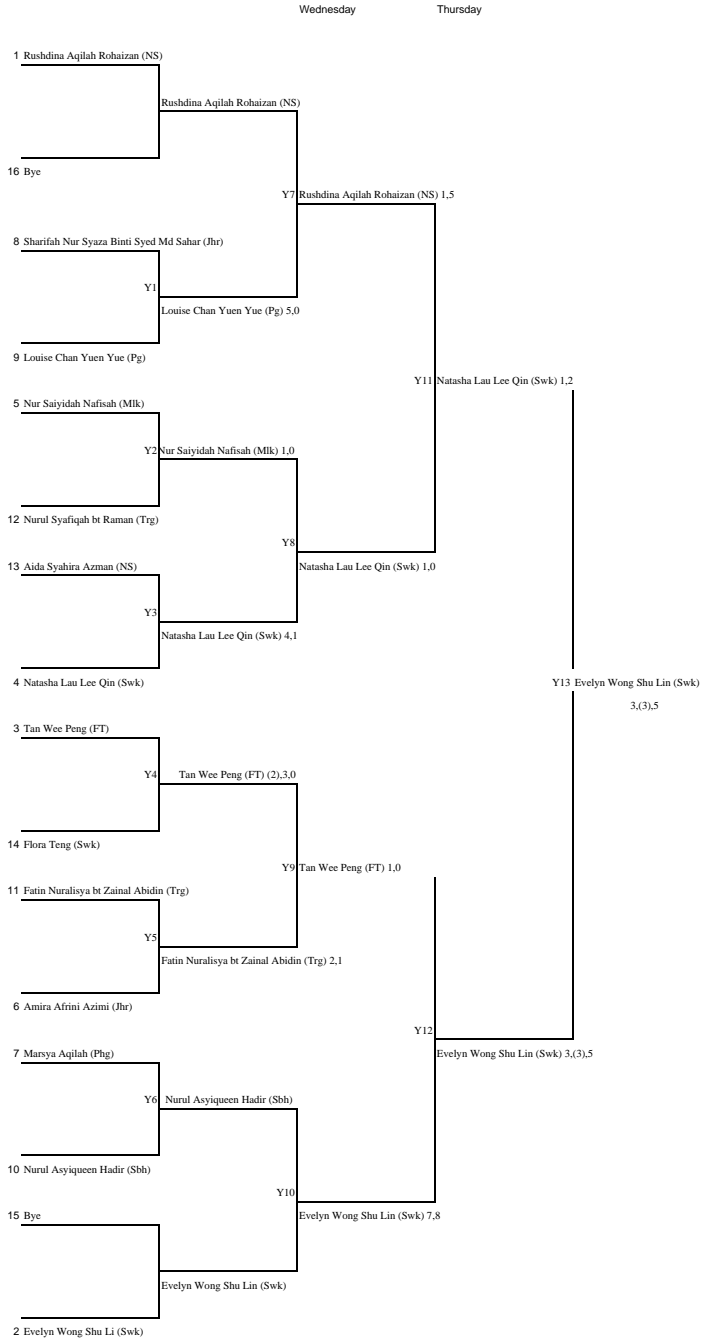 Wednesday Thursday
1 Rushdina Aqilah Rohaizan (NS)
Rushdina Aqilah Rohaizan (NS)
16 Bye
Y7 Rushdina Aqilah Rohaizan (NS) 1,5
8 Sharifah Nur Syaza Binti Syed Md Sahar (Jhr)
Y1
Louise Chan Yuen Yue (Pg) 5,0
9 Louise Chan Yuen Yue (Pg)
Y11 Natasha Lau Lee Qin (Swk) 1,2
5 Nur Saiyidah Nafisah (Mlk)
Y2 Nur Saiyidah Nafisah (Mlk) 1,0
12 Nurul Syafiqah bt Raman (Trg)
Y8
13 Aida Syahira Azman (NS)
Natasha Lau Lee Qin (Swk) 1,0
Y3
Natasha Lau Lee Qin (Swk) 4,1
4 Natasha Lau Lee Qin (Swk)
Y13 Evelyn Wong Shu Lin (Swk)
3,(3),5
3 Tan Wee Peng (FT)
Y4 Tan Wee Peng (FT) (2),3,0
14 Flora Teng (Swk)
Y9 Tan Wee Peng (FT) 1,0
11 Fatin Nuralisya bt Zainal Abidin (Trg)
Y5
Fatin Nuralisya bt Zainal Abidin (Trg) 2,1
6 Amira Afrini Azimi (Jhr)
Y12
7 Marsya Aqilah (Phg)
Evelyn Wong Shu Lin (Swk) 3,(3),5
Y6 Nurul Asyiqueen Hadir (Sbh)
10 Nurul Asyiqueen Hadir (Sbh)
Y10
15 Bye
Evelyn Wong Shu Lin (Swk) 7,8
Evelyn Wong Shu Lin (Swk)
2 Evelyn Wong Shu Li (Swk)